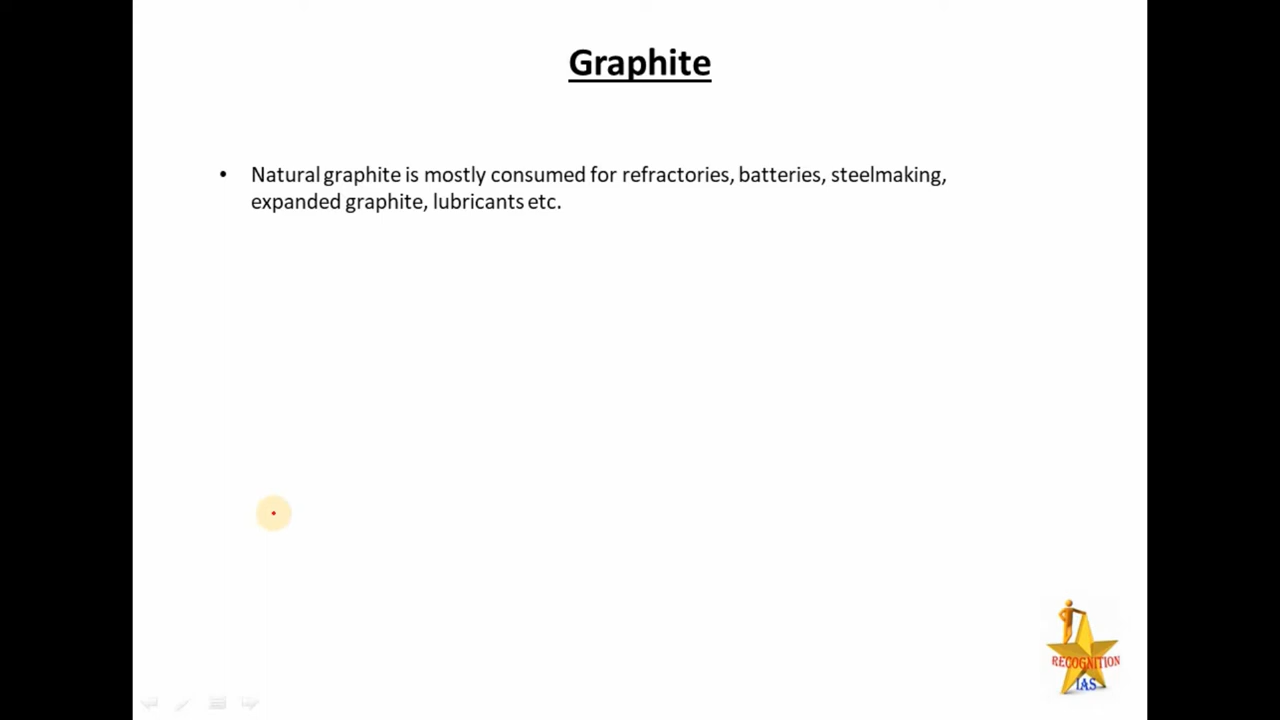 Graphite
• Natural graphite is mostly consumed for refractories, batteries, steelmaking,
expanded graphite, lubricants etc.
RECOGNITION
IAS